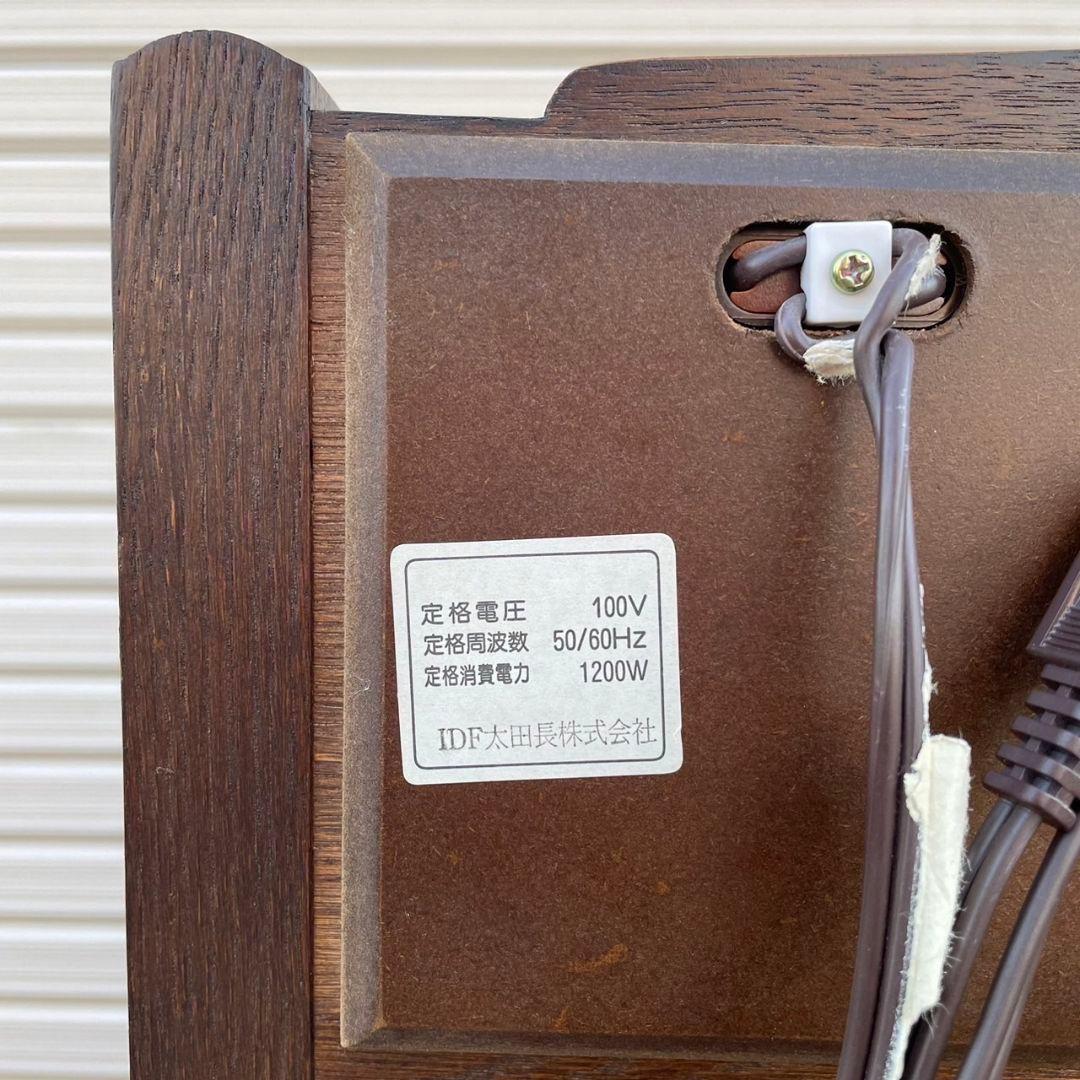 定格電圧 100V
定格周波数 50/60Hz
定格消費電力 1200W
IDF太田長株式会社